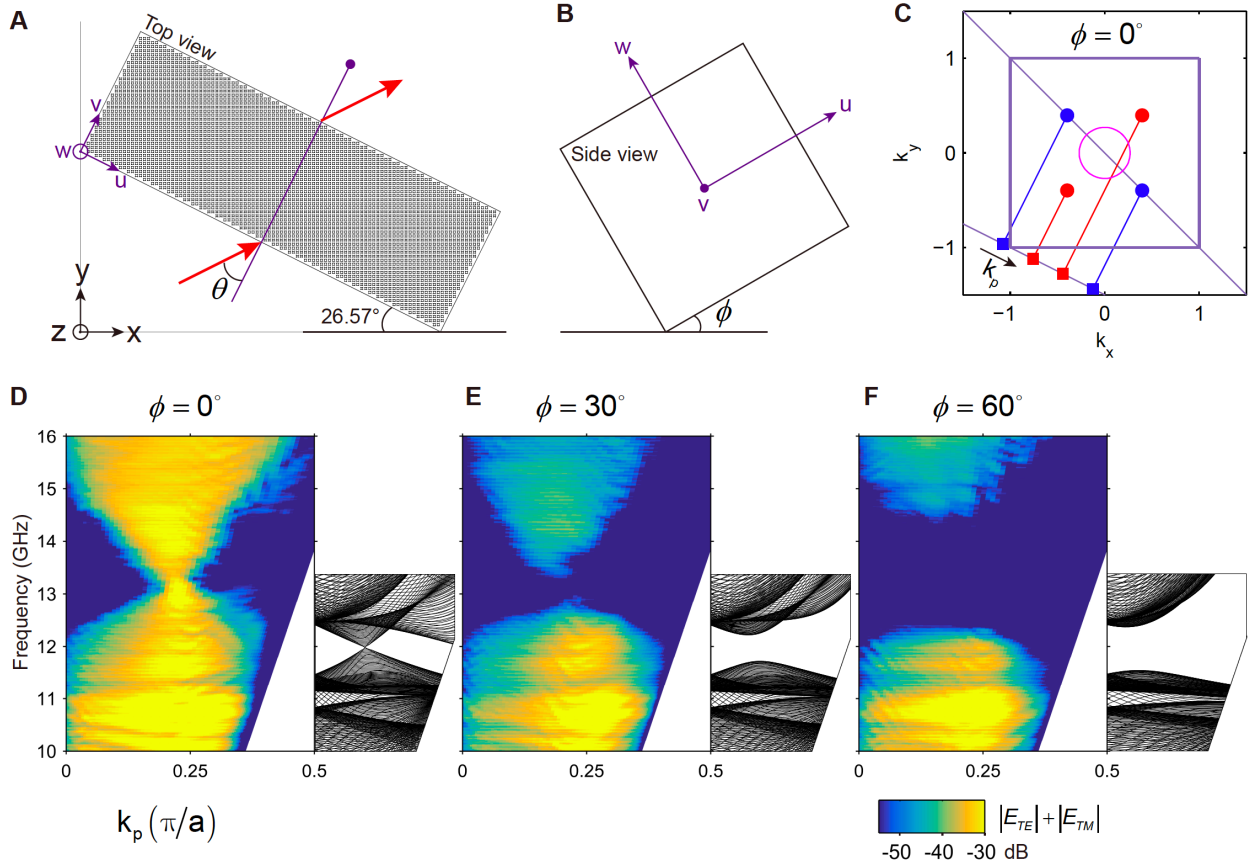 A
Top view
v
w
u
θ
y
z
x
26.57°
B
w
u
Side view
v
ϕ
C
ϕ = 0°
1
0
−1
k_y
k_p
−1
0
1
k_x
D
ϕ = 0°
E
ϕ = 30°
F
ϕ = 60°
Frequency (GHz)
16
15
14
13
12
11
10
0
0.25
0.5
0
0.25
0.5
0
0.25
0.5
k_p (π/a)
-50
-40
-30
dB
|E_TE| + |E_TM|